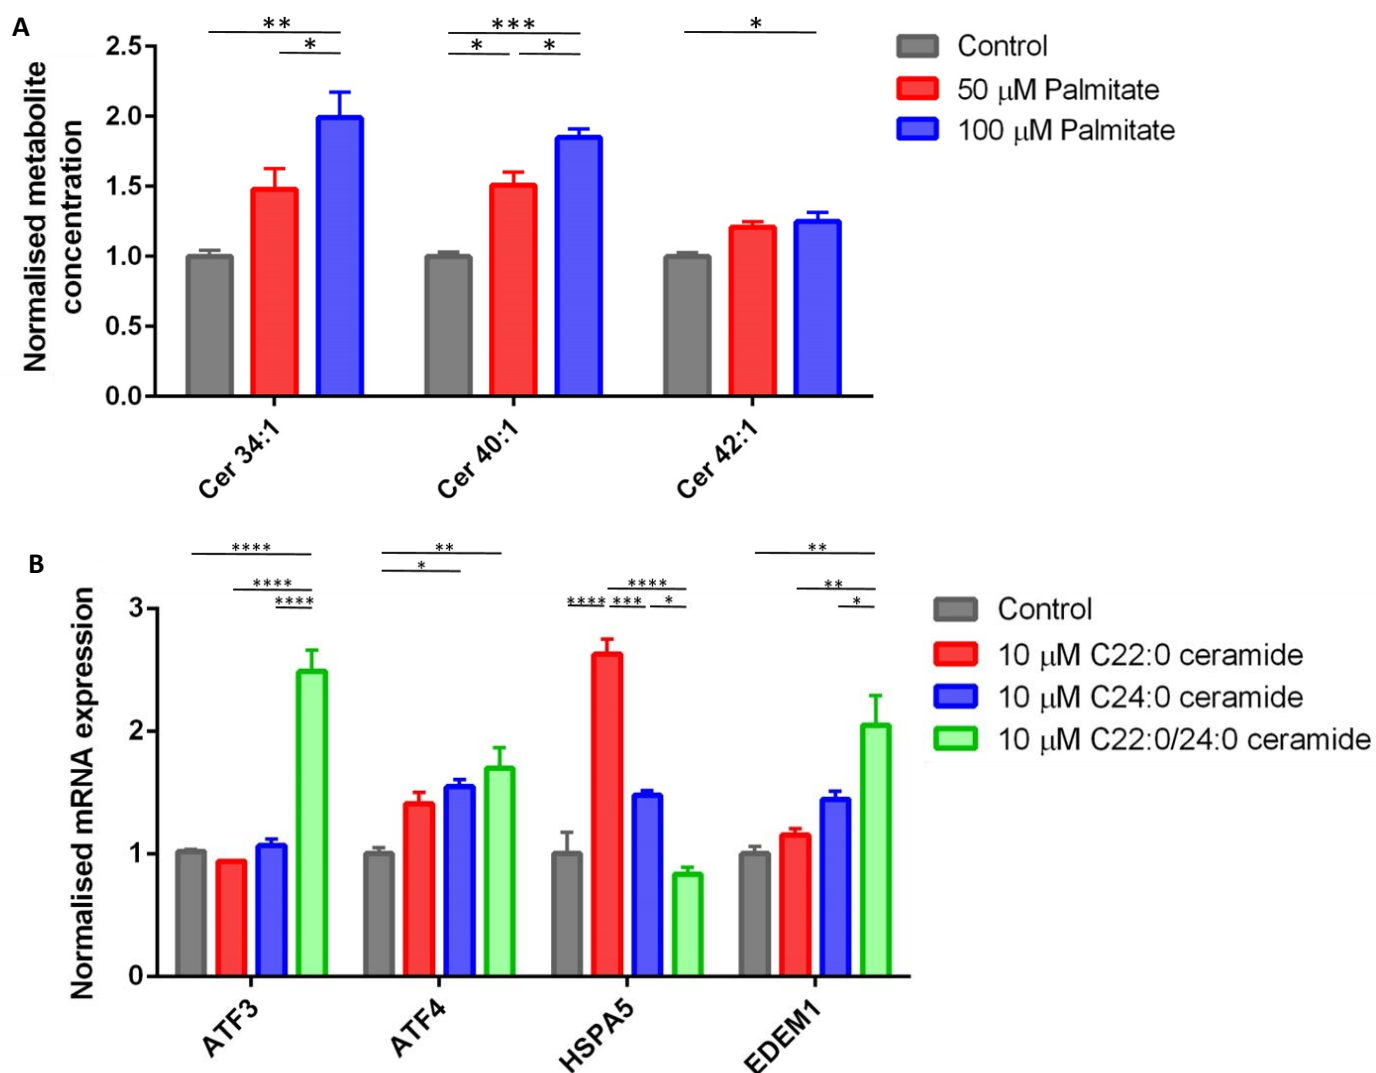 A
** *** *
* * *
Normalised metabolite
concentration
2.5
2.0
1.5
1.0
0.5
0.0
Cer 34:1
Cer 40:1
Cer 42:1
Control
50 μM Palmitate
100 μM Palmitate
B
**** ** **
*
**** **** **
**** **** *** * *
Normalised mRNA expression
3
2
1
0
ATF3
ATF4
HSPA5
EDEM1
Control
10 μM C22:0 ceramide
10 μM C24:0 ceramide
10 μM C22:0/24:0 ceramide